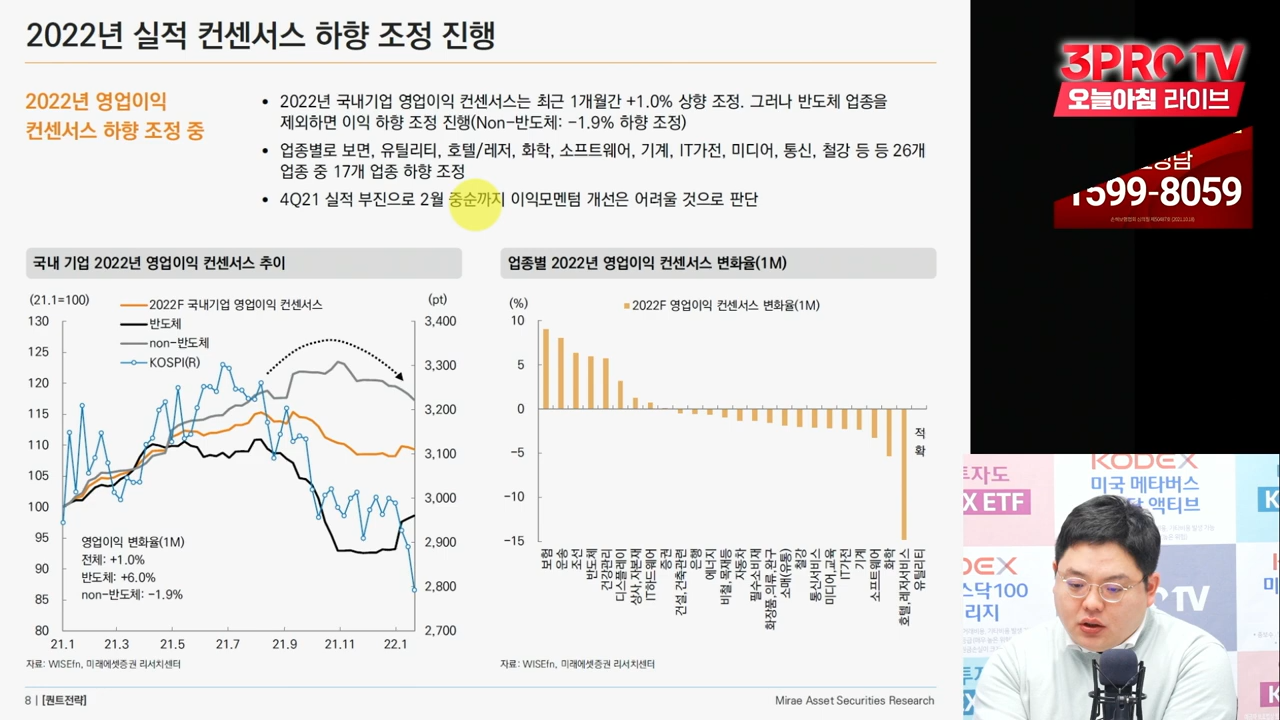 2022년 실적 컨센서스 하향 조정 진행
2022년 영업이익
컨센서스 하향 조정 중
• 2022년 국내기업 영업이익 컨센서스는 최근 1개월간 +1.0% 상향 조정. 그러나 반도체 업종을
제외하면 이익 하향 조정 진행(Non-반도체: -1.9% 하향 조정)
• 업종별로 보면, 유틸리티, 호텔/레저, 화학, 소프트웨어, 기계, IT가전, 미디어, 통신, 철강 등 등 26개
업종 중 17개 업종 하향 조정
• 4Q21 실적 부진으로 2월 중순까지 이익모멘텀 개선은 어려울 것으로 판단
국내 기업 2022년 영업이익 컨센서스 추이
(21.1=100)
(pt)
2022F 국내기업 영업이익 컨센서스
반도체
non-반도체
KOSPI(R)
130
125
120
115
110
105
100
95
90
85
80
3,400
3,300
3,200
3,100
3,000
2,900
2,800
2,700
영업이익 변화율(1M)
전체: +1.0%
반도체: +6.0%
non-반도체: -1.9%
21.1 21.3 21.5 21.7 21.9 21.11 22.1
자료: WISEfn, 미래에셋증권 리서치센터
업종별 2022년 영업이익 컨센서스 변화율(1M)
(%)
2022F 영업이익 컨센서스 변화율(1M)
10
5
0
-5
-10
-15
적
확
보험
운송
조선
반도체
건강관리
디스플레이
상사,자본재
IT하드웨어
증권
건설,건축관련
은행
에너지
비철,목재등
자동차
필수소비재
화장품,의류,완구
소매(유통)
철강
통신서비스
미디어,교육
IT가전
기계
소프트웨어
화학
호텔,레저서비스
유틸리티
자료: WISEfn, 미래에셋증권 리서치센터
8 | [퀀트전략]
Mirae Asset Securities Research
3PRO TV
오늘아침 라이브
1599-8059
투자도
X ETF
KODEX
미국 메타버스
액티브
스닥100
리지
TV